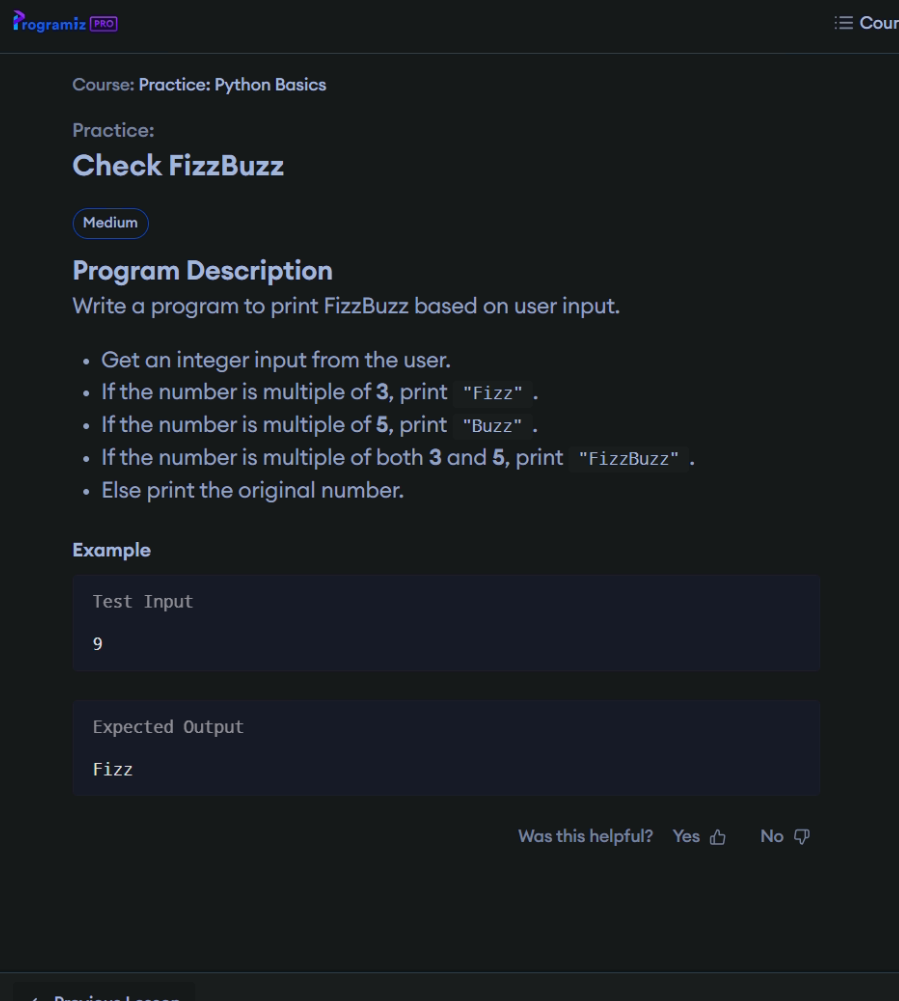 Programiz PRO
Cour
Course: Practice: Python Basics
Practice:
Check FizzBuzz
Medium
Program Description
Write a program to print FizzBuzz based on user input.
• Get an integer input from the user.
• If the number is multiple of 3, print "Fizz" .
• If the number is multiple of 5, print "Buzz" .
• If the number is multiple of both 3 and 5, print "FizzBuzz" .
• Else print the original number.
Example
Test Input
9
Expected Output
Fizz
Was this helpful? Yes No
Previous Lesson